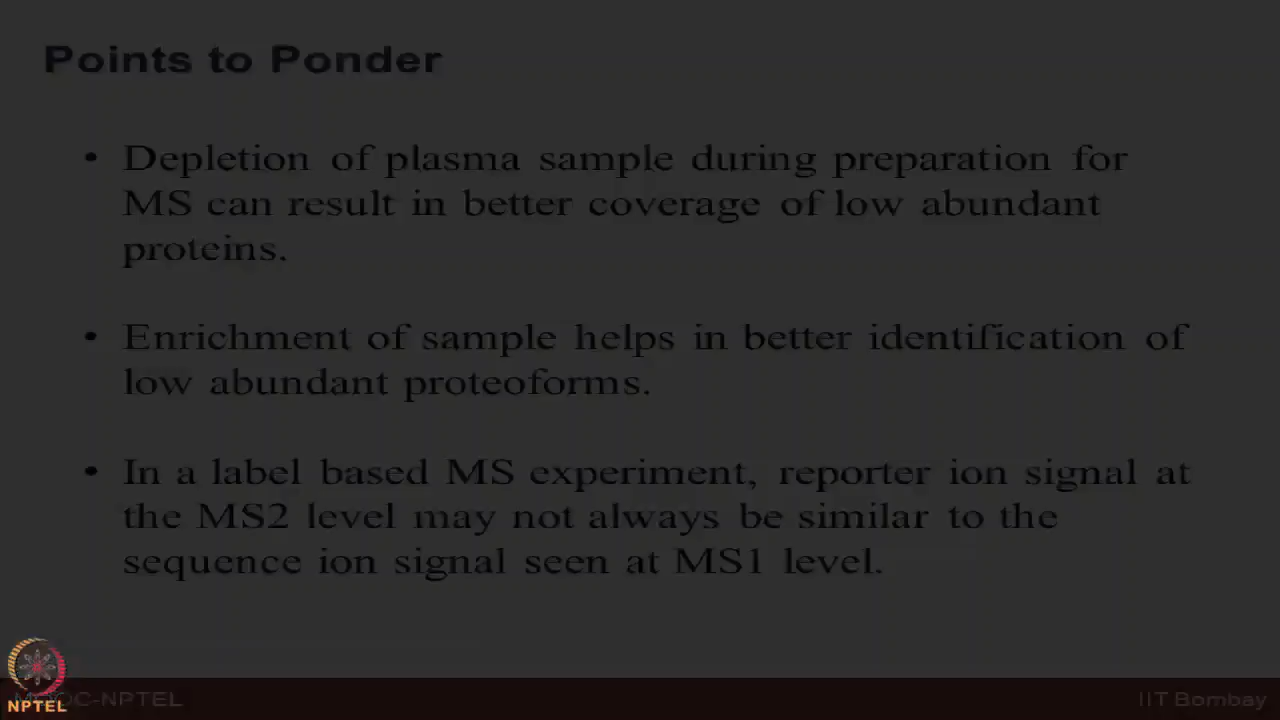 Points to Ponder
• Depletion of plasma sample during preparation for
MS can result in better coverage of low abundant
proteins.
• Enrichment of sample helps in better identification of
low abundant proteoforms.
• In a label based MS experiment, reporter ion signal at
the MS2 level may not always be similar to the
sequence ion signal seen at MS1 level.
MOOC-NPTEL
NPTEL
IIT Bombay